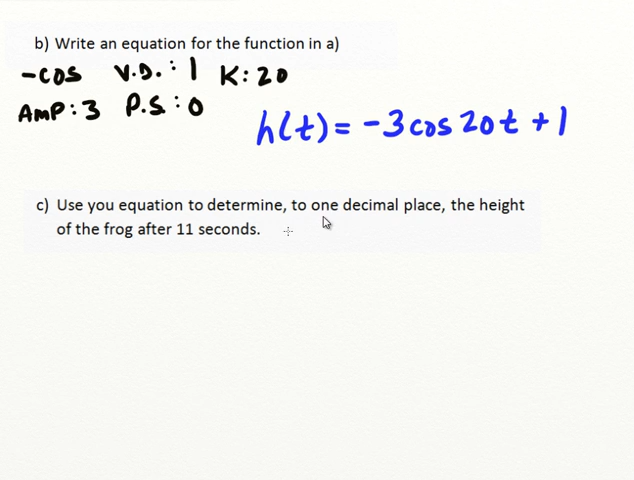 b) Write an equation for the function in a)
-cos V.D.: 1 K: 20
AMP: 3 P.S: 0
h(t) = -3 cos 20t + 1
c) Use you equation to determine, to one decimal place, the height
of the frog after 11 seconds.